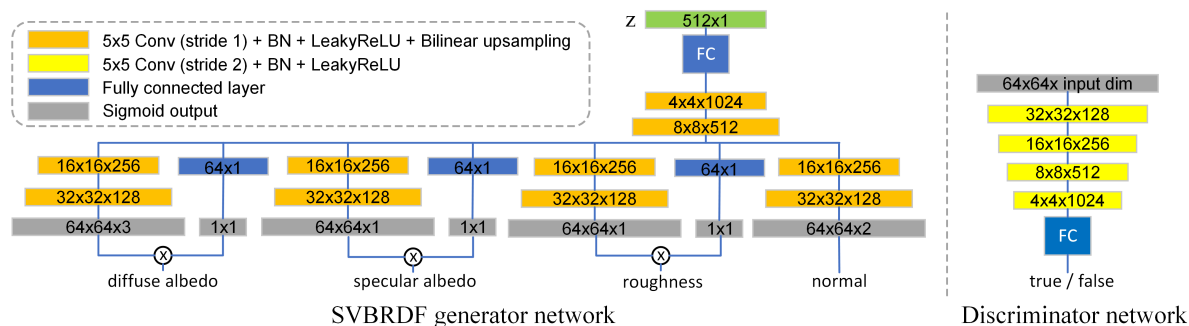 5x5 Conv (stride 1) + BN + LeakyReLU + Bilinear upsampling
5x5 Conv (stride 2) + BN + LeakyReLU
Fully connected layer
Sigmoid output
z 512x1
FC
4x4x1024
8x8x512
16x16x256 64x1 16x16x256 64x1 16x16x256 64x1 16x16x256
32x32x128 32x32x128 32x32x128 32x32x128
64x64x3 1x1 64x64x1 1x1 64x64x1 1x1 64x64x2
x x x
diffuse albedo specular albedo roughness normal
SVBRDF generator network
64x64x input dim
32x32x128
16x16x256
8x8x512
4x4x1024
FC
true / false
Discriminator network